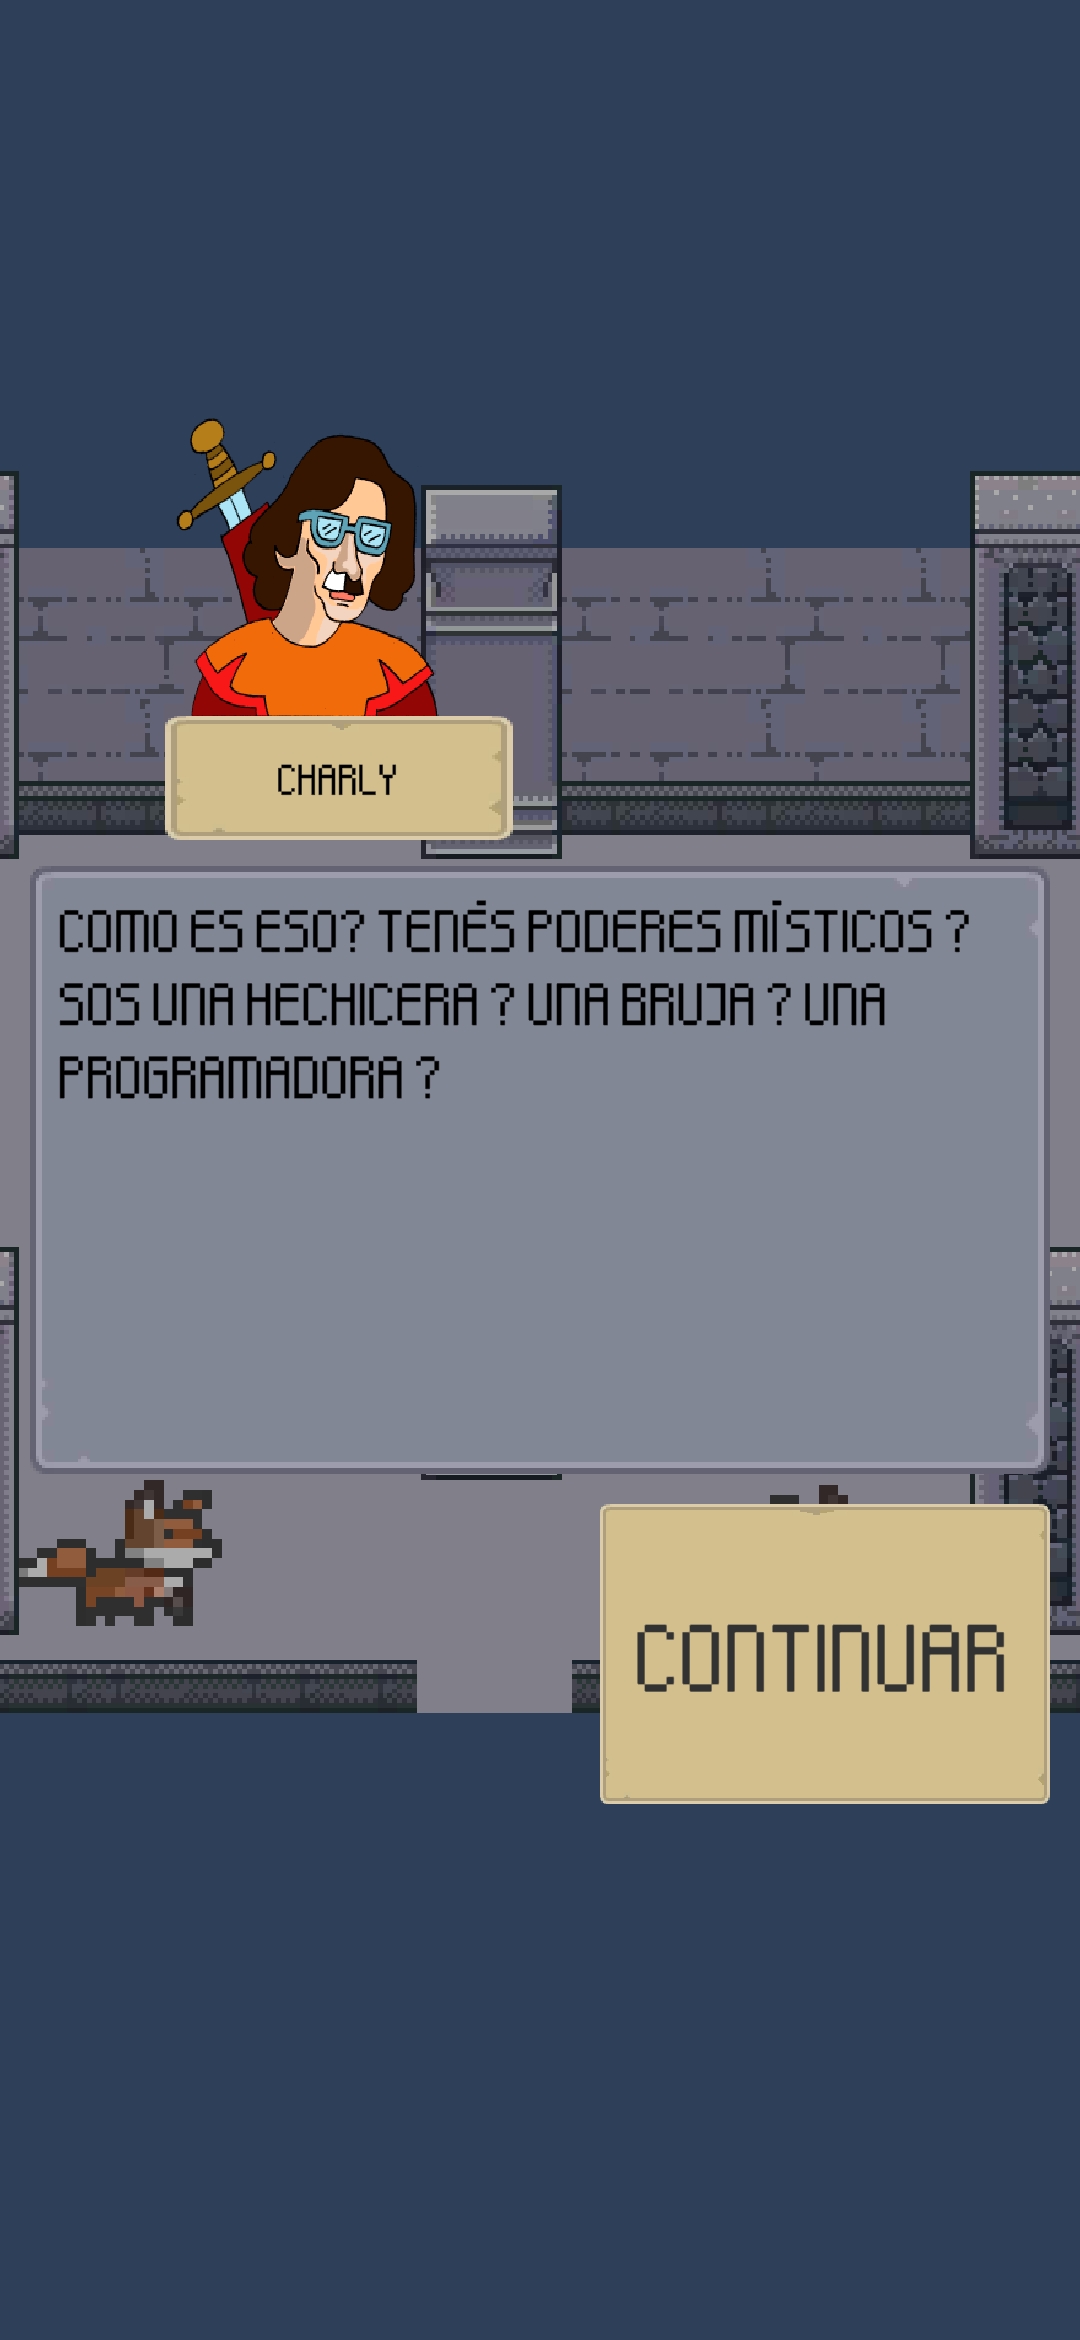 CHARLY
COMO ES ESO? TENÉS PODERES MÍSTICOS ?
SOS UNA HECHICERA ? UNA BRUJA ? UNA
PROGRAMADORA ?
CONTINUAR